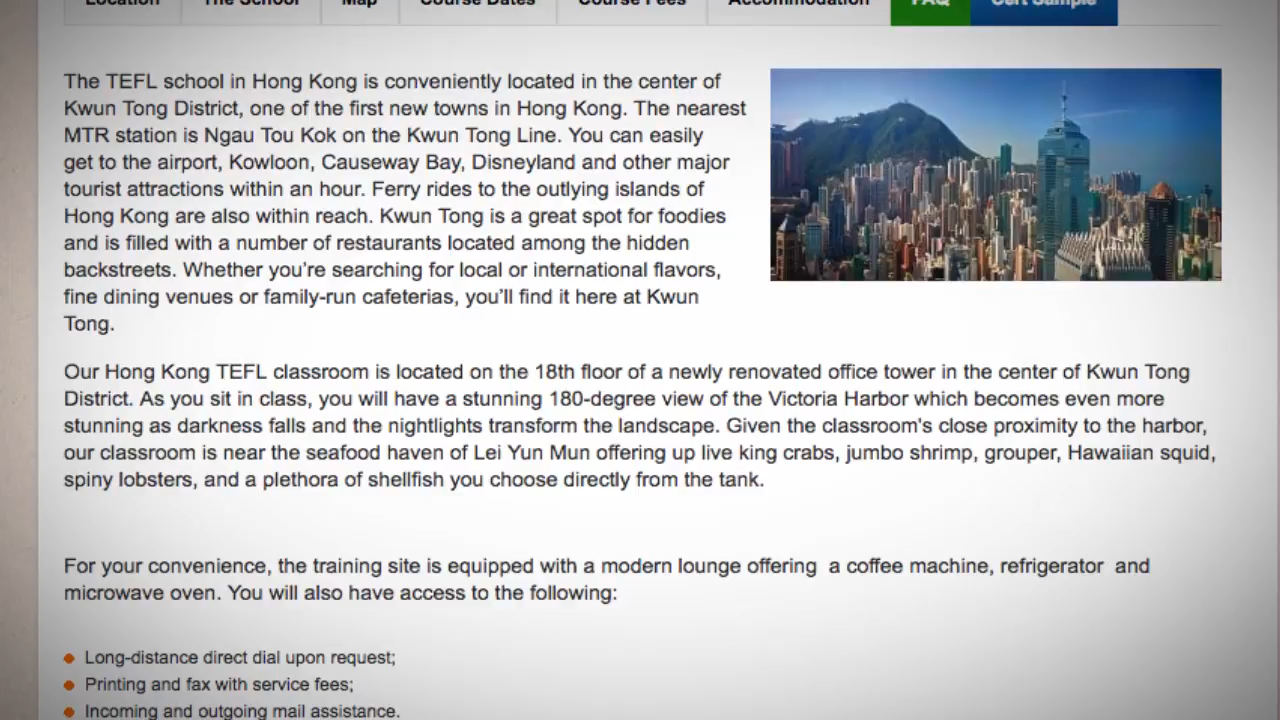 Location The School Map Course Dates Course Fees Accommodation FAQ Cert Sample
The TEFL school in Hong Kong is conveniently located in the center of
Kwun Tong District, one of the first new towns in Hong Kong. The nearest
MTR station is Ngau Tou Kok on the Kwun Tong Line. You can easily
get to the airport, Kowloon, Causeway Bay, Disneyland and other major
tourist attractions within an hour. Ferry rides to the outlying islands of
Hong Kong are also within reach. Kwun Tong is a great spot for foodies
and is filled with a number of restaurants located among the hidden
backstreets. Whether you're searching for local or international flavors,
fine dining venues or family-run cafeterias, you'll find it here at Kwun
Tong.
Our Hong Kong TEFL classroom is located on the 18th floor of a newly renovated office tower in the center of Kwun Tong
District. As you sit in class, you will have a stunning 180-degree view of the Victoria Harbor which becomes even more
stunning as darkness falls and the nightlights transform the landscape. Given the classroom's close proximity to the harbor,
our classroom is near the seafood haven of Lei Yun Mun offering up live king crabs, jumbo shrimp, grouper, Hawaiian squid,
spiny lobsters, and a plethora of shellfish you choose directly from the tank.
For your convenience, the training site is equipped with a modern lounge offering  a coffee machine, refrigerator  and
microwave oven. You will also have access to the following:
Long-distance direct dial upon request;
Printing and fax with service fees;
Incoming and outgoing mail assistance.